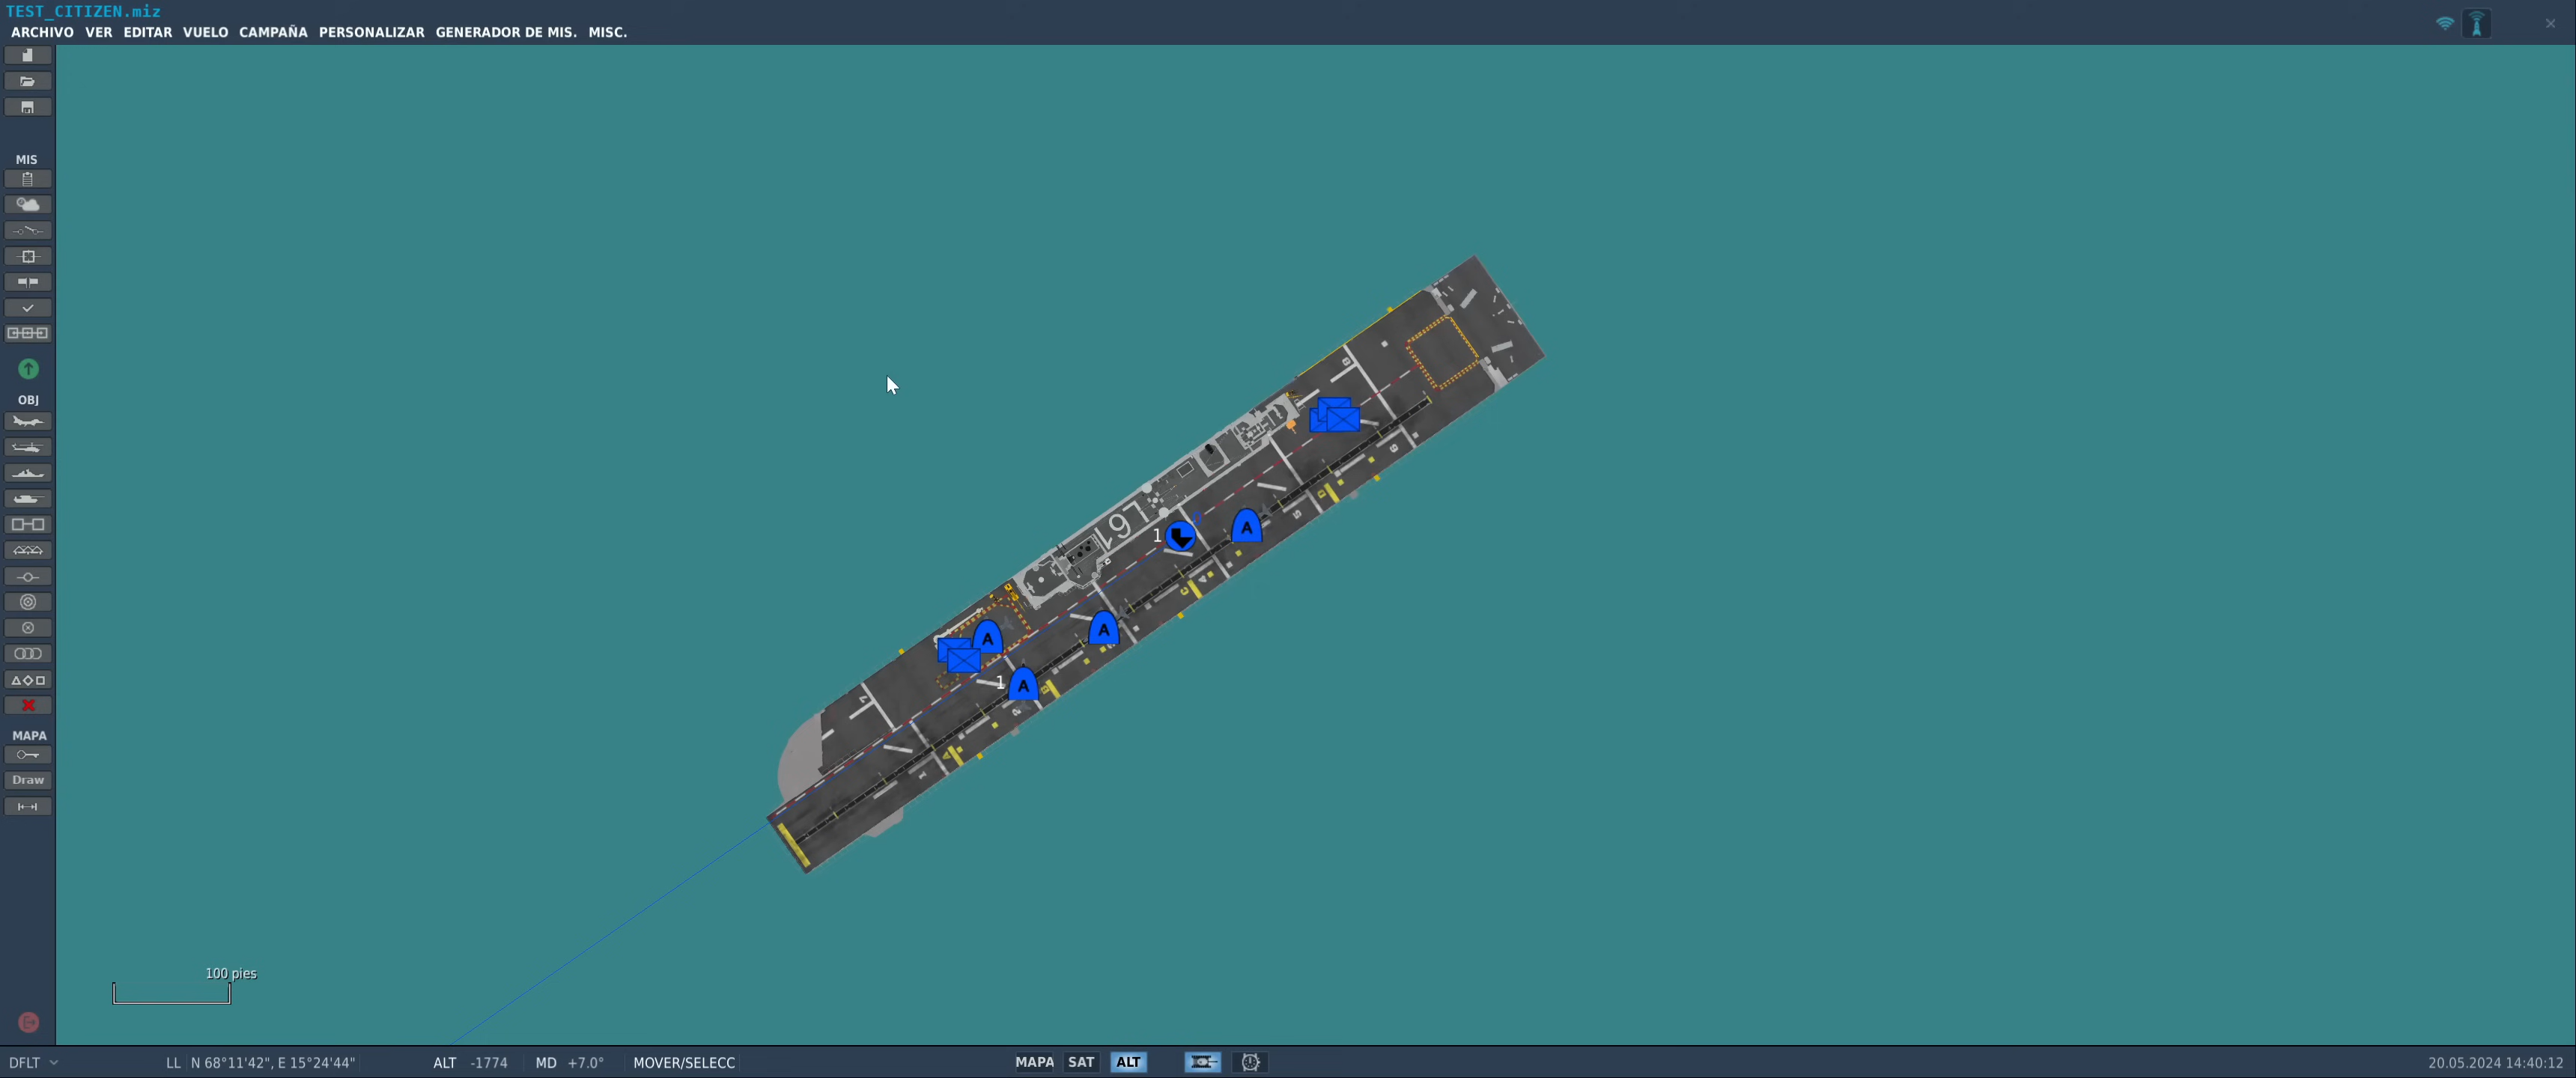 TEST_CITIZEN.miz
ARCHIVO VER EDITAR VUELO CAMPAÑA PERSONALIZAR GENERADOR DE MIS. MISC.
MIS
OBJ
MAPA
Draw
L61
1
A
A
A
1
A
100 pies
DFLT LL N 68°11'42", E 15°24'44" ALT -1774 MD +7.0° MOVER/SELECC MAPA SAT ALT 20.05.2024 14:40:12